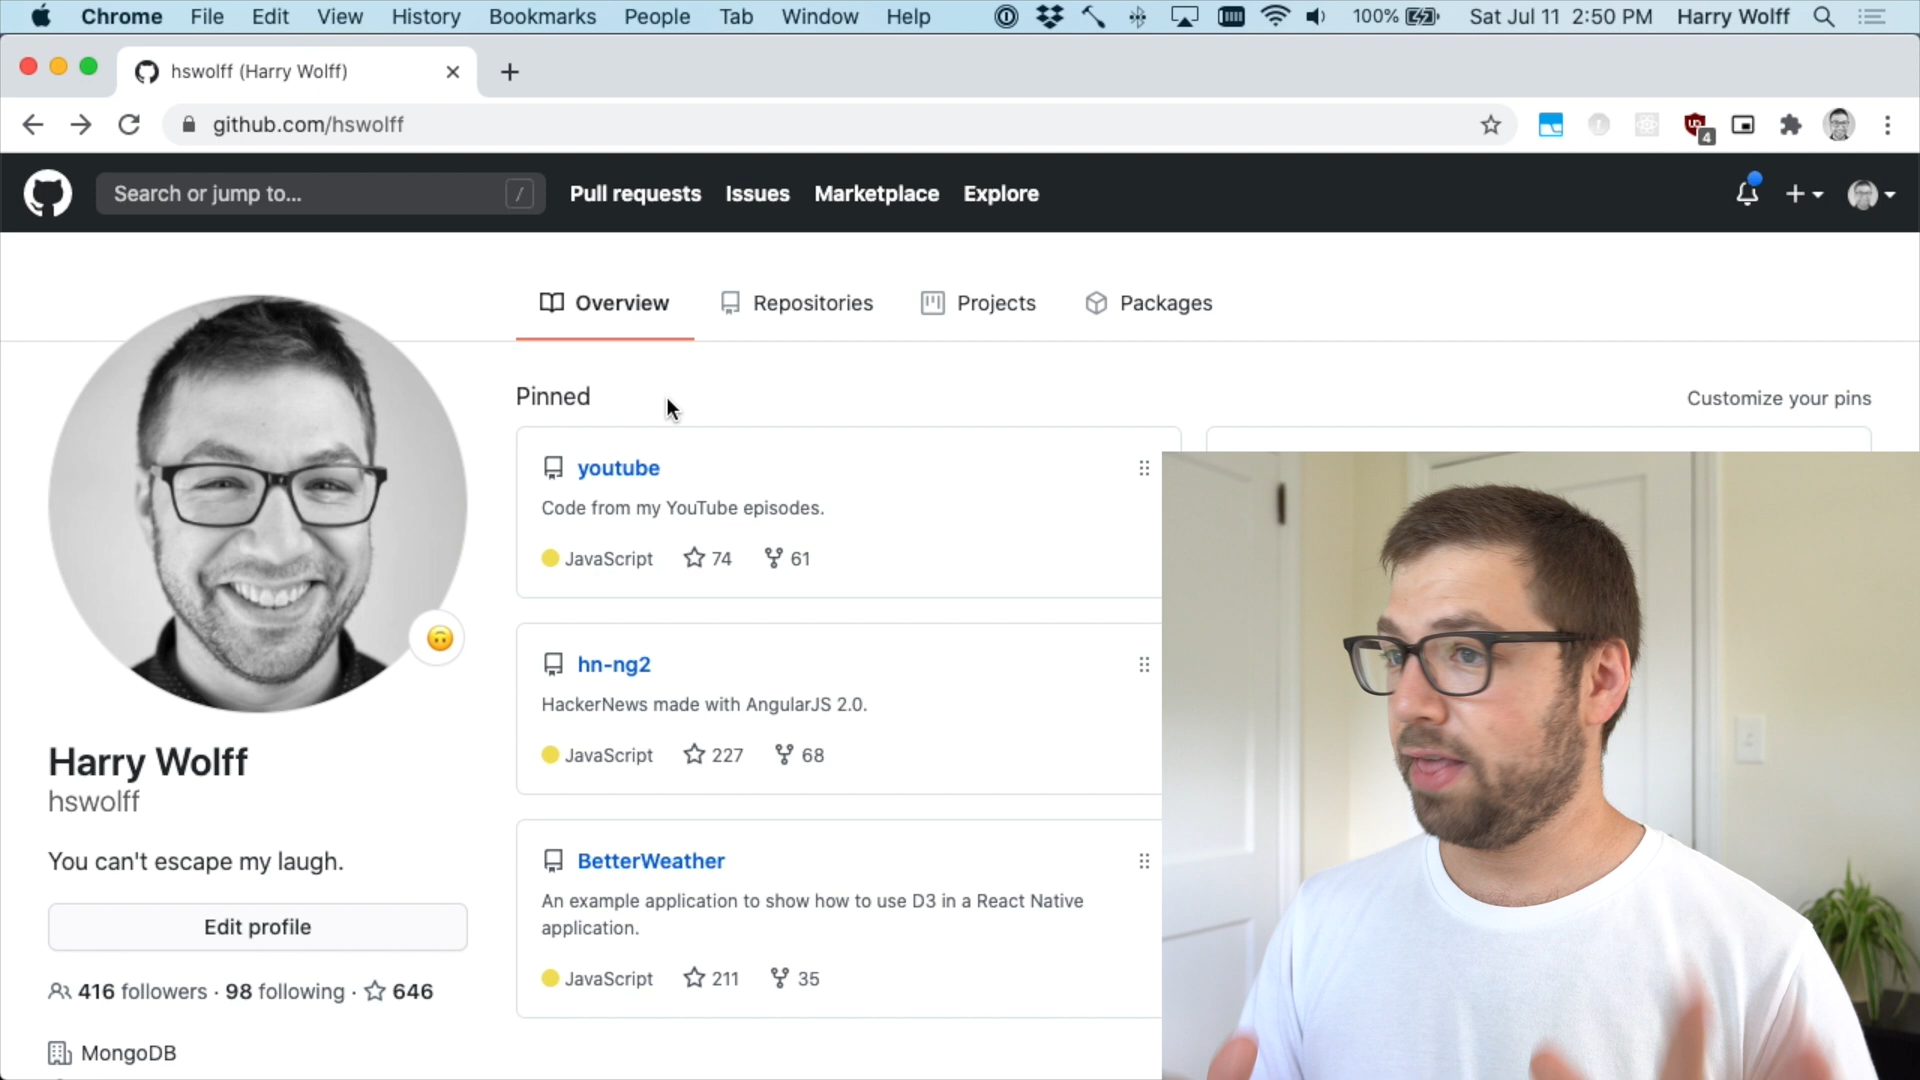 Chrome File Edit View History Bookmarks People Tab Window Help 100% Sat Jul 11 2:50 PM Harry Wolff
hswolff (Harry Wolff)
github.com/hswolff
4
Search or jump to... / Pull requests Issues Marketplace Explore
Overview Repositories Projects Packages
Pinned
Customize your pins
youtube
Code from my YouTube episodes.
JavaScript 74 61
hn-ng2
HackerNews made with AngularJS 2.0.
JavaScript 227 68
BetterWeather
An example application to show how to use D3 in a React Native
application.
JavaScript 211 35
Harry Wolff
hswolff
You can't escape my laugh.
Edit profile
416 followers · 98 following · 646
MongoDB